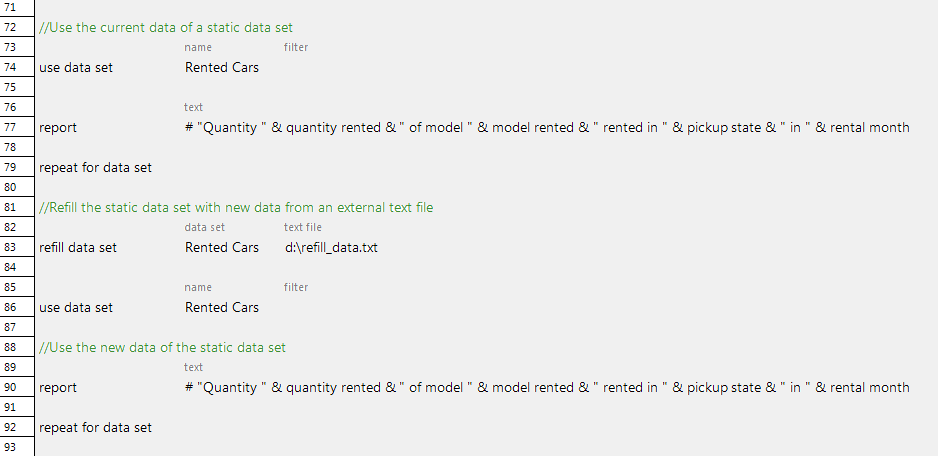 71
72 //Use the current data of a static data set
73 name filter
74 use data set Rented Cars
75
76 text
77 report # "Quantity " & quantity rented & " of model " & model rented & " rented in " & pickup state & " in " & rental month
78
79 repeat for data set
80
81 //Refill the static data set with new data from an external text file
82 data set text file
83 refill data set Rented Cars d:\refill_data.txt
84
85 name filter
86 use data set Rented Cars
87
88 //Use the new data of the static data set
89 text
90 report # "Quantity " & quantity rented & " of model " & model rented & " rented in " & pickup state & " in " & rental month
91
92 repeat for data set
93